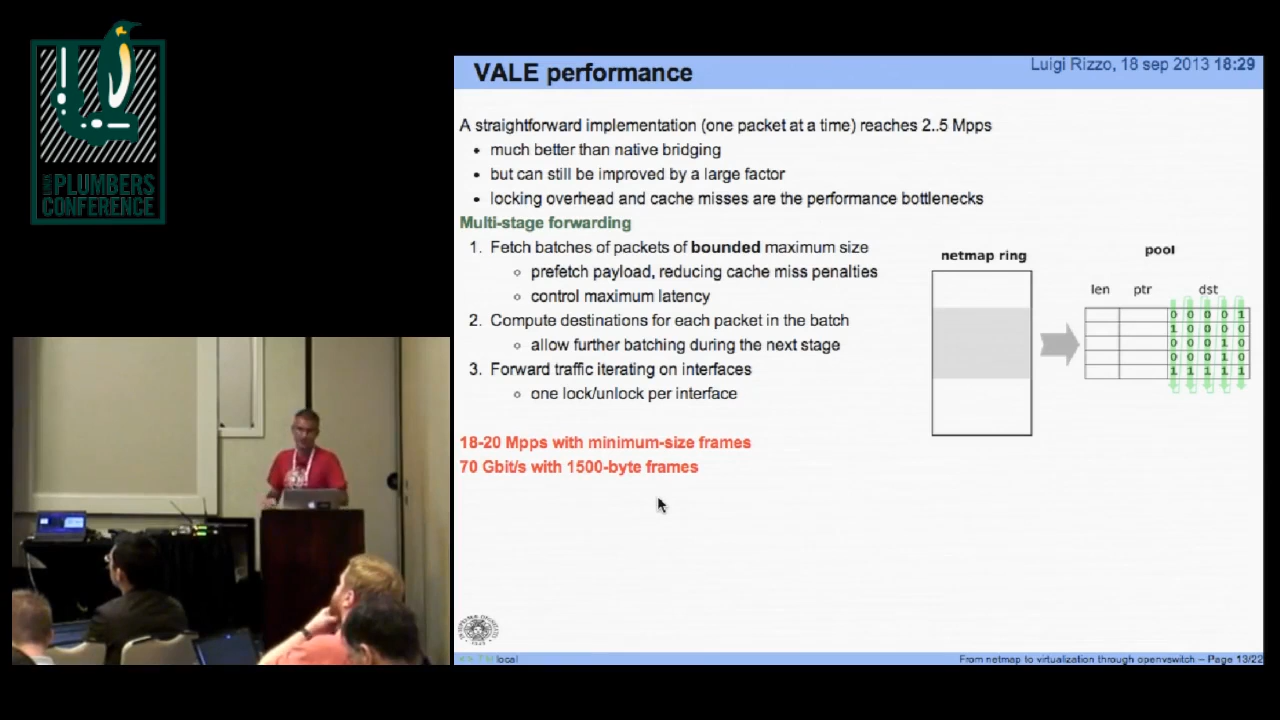 LINUX
PLUMBERS
CONFERENCE
VALE performance
Luigi Rizzo, 18 sep 2013 18:29
A straightforward implementation (one packet at a time) reaches 2..5 Mpps
• much better than native bridging
• but can still be improved by a large factor
• locking overhead and cache misses are the performance bottlenecks
Multi-stage forwarding
1. Fetch batches of packets of bounded maximum size
○ prefetch payload, reducing cache miss penalties
○ control maximum latency
2. Compute destinations for each packet in the batch
○ allow further batching during the next stage
3. Forward traffic iterating on interfaces
○ one lock/unlock per interface
18-20 Mpps with minimum-size frames
70 Gbit/s with 1500-byte frames
netmap ring
pool
len ptr dst
0 0 0 0 1
1 0 0 0 0
0 0 0 1 0
0 0 0 1 0
1 1 1 1 1
local
From netmap to virtualization through openvswitch – Page 13/22